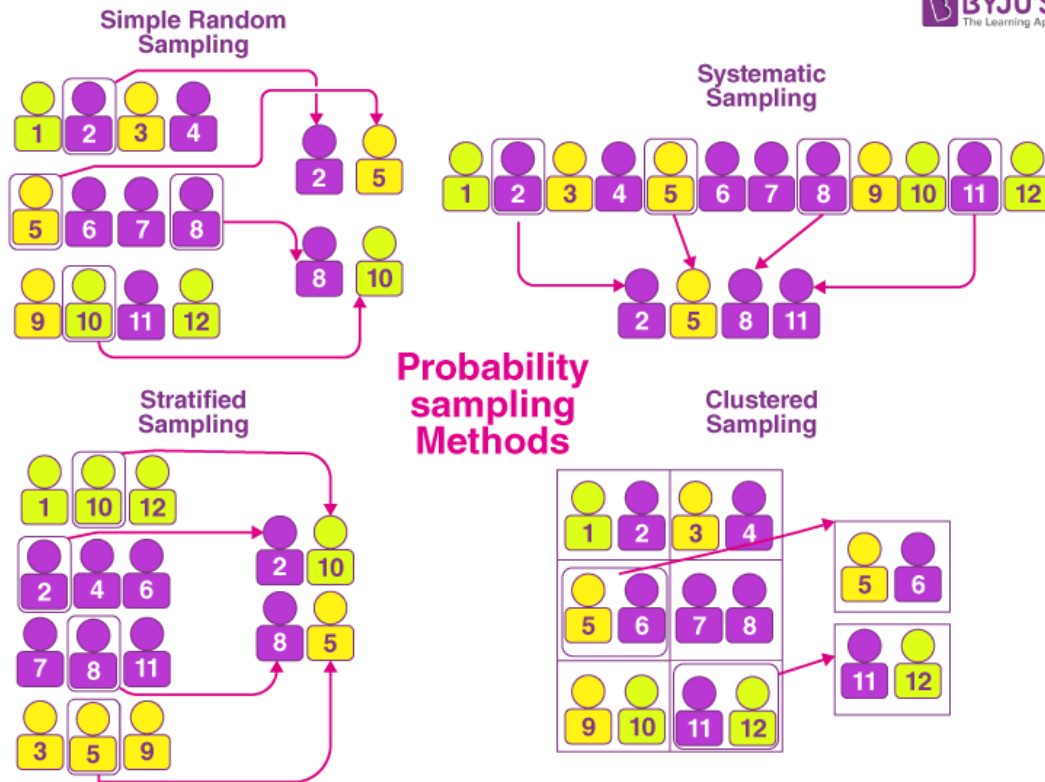 BYJU'S
The Learning Ap
Simple Random
Sampling
1 2 3 4
2 5
5 6 7 8
8 10
9 10 11 12
Systematic
Sampling
1 2 3 4 5 6 7 8 9 10 11 12
2 5 8 11
Probability
sampling
Methods
Stratified
Sampling
1 10 12
2 4 6
2 10
7 8 11
8 5
3 5 9
Clustered
Sampling
1 2 3 4
5 6 7 8
5 6
9 10 11 12
11 12